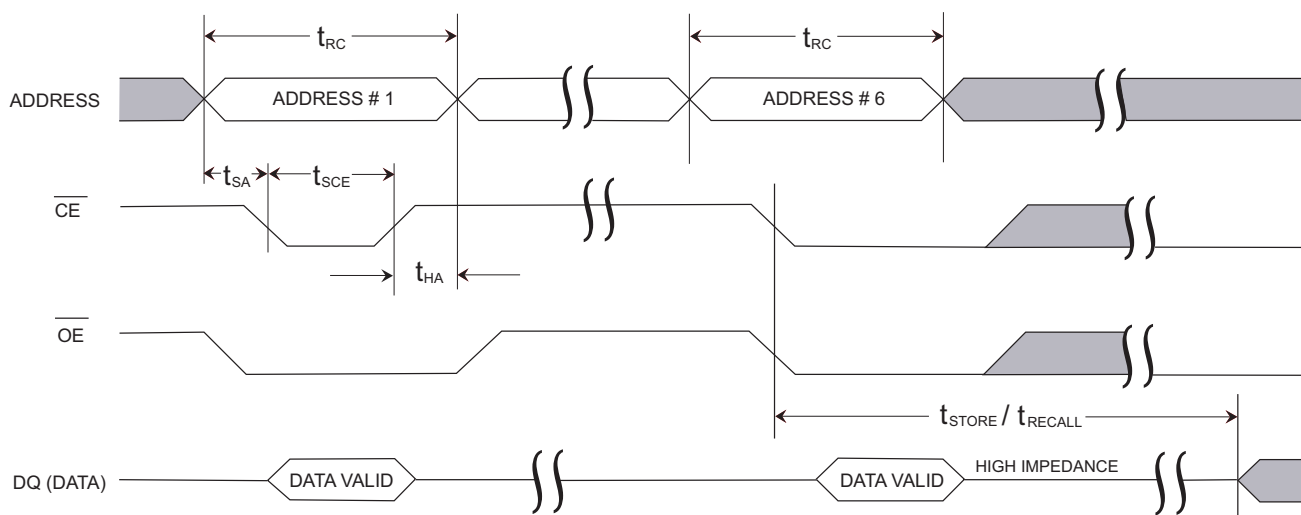 tRC
tRC
ADDRESS
ADDRESS # 1
ADDRESS # 6
tSA
tSCE
CE
tHA
OE
tSTORE / tRECALL
DQ (DATA)
DATA VALID
DATA VALID
HIGH IMPEDANCE